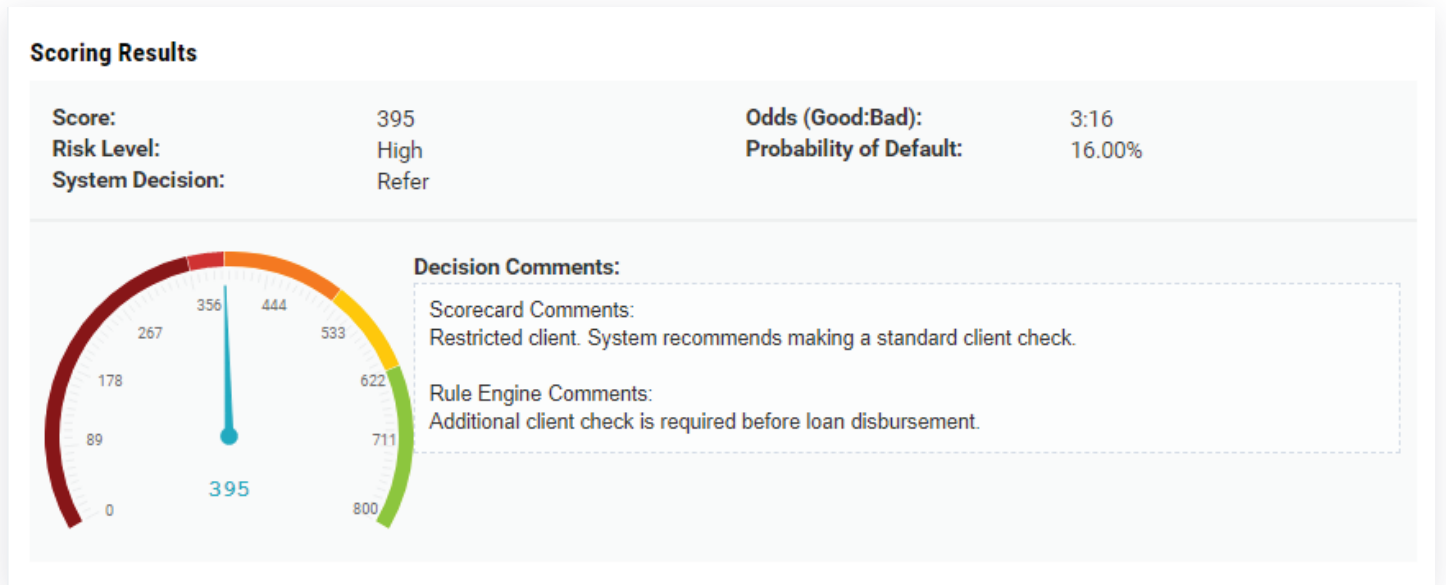 Scoring Results
Score: 395
Odds (Good:Bad): 3:16
Risk Level: High
Probability of Default: 16.00%
System Decision: Refer
Decision Comments:
Scorecard Comments:
Restricted client. System recommends making a standard client check.
Rule Engine Comments:
Additional client check is required before loan disbursement.
0
89
178
267
356
444
533
622
711
800
395